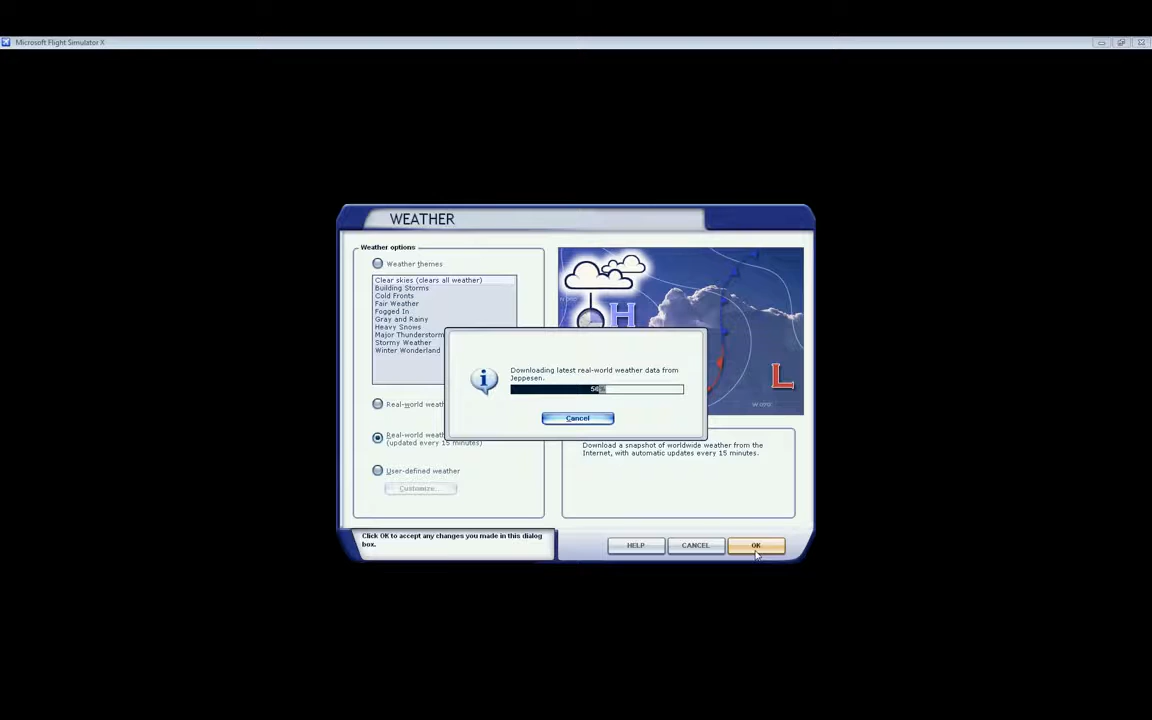 Microsoft Flight Simulator X
WEATHER
Weather options
Weather themes
Clear skies (clears all weather)
Building Storms
Cold Fronts
Fair Weather
Fogged In
Gray and Rainy
Heavy Snows
Major Thunderstorm
Stormy Weather
Winter Wonderland
H
L
Downloading latest real-world weather data from
Jeppesen.
Cancel
Real-world weath
Real-world weath
(updated every 15 minutes)
User-defined weather
Customize...
Download a snapshot of worldwide weather from the
Internet, with automatic updates every 15 minutes.
Click OK to accept any changes you made in this dialog
box.
HELP
CANCEL
OK